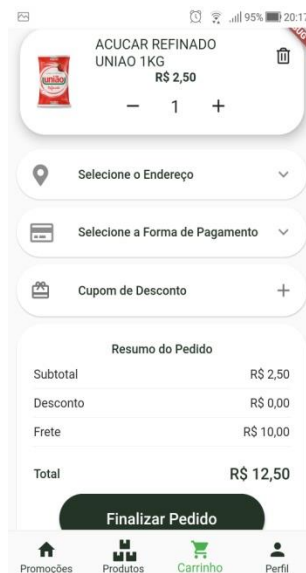 95% 20:17
ACUCAR REFINADO
UNIAO 1KG
R$ 2,50
união
− 1 +
Selecione o Endereço
Selecione a Forma de Pagamento
Cupom de Desconto +
Resumo do Pedido
Subtotal R$ 2,50
Desconto R$ 0,00
Frete R$ 10,00
Total R$ 12,50
Finalizar Pedido
Promoções Produtos Carrinho Perfil